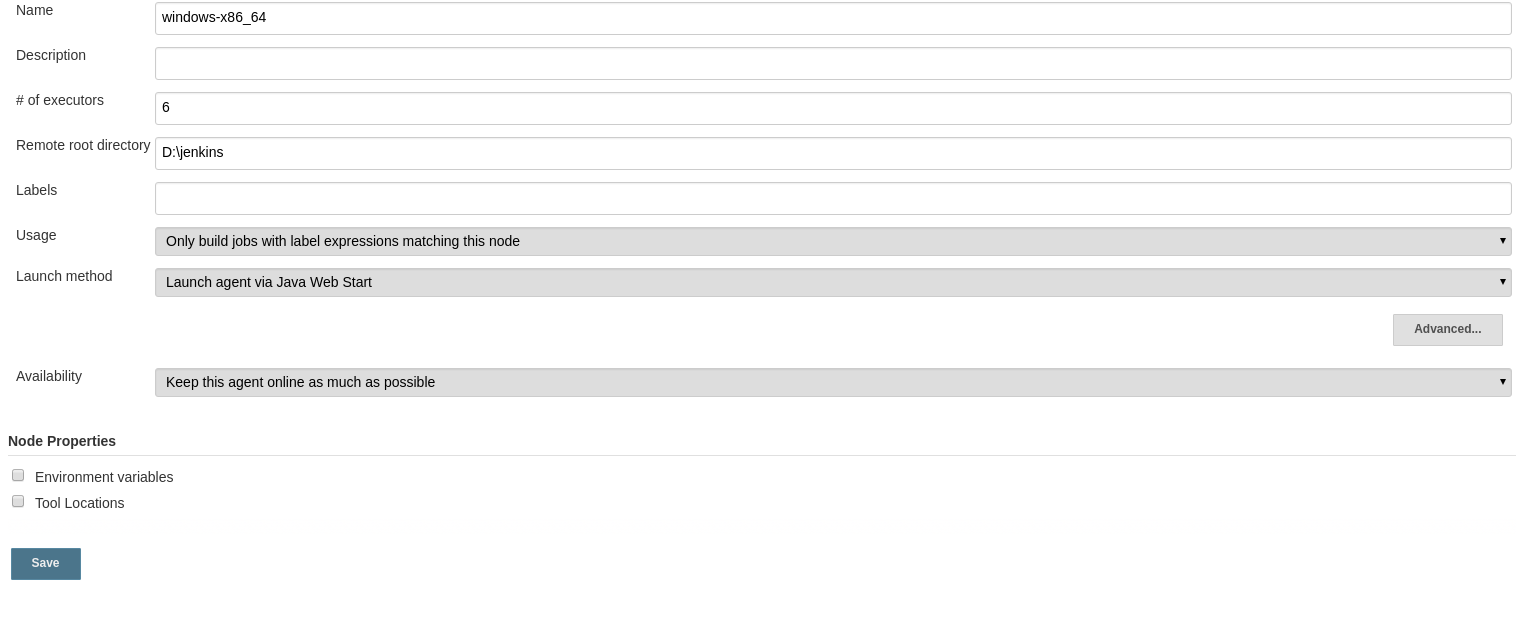 Name windows-x86_64
Description
# of executors 6
Remote root directory D:\jenkins
Labels
Usage Only build jobs with label expressions matching this node
Launch method Launch agent via Java Web Start
Advanced...
Availability Keep this agent online as much as possible
Node Properties
Environment variables
Tool Locations
Save